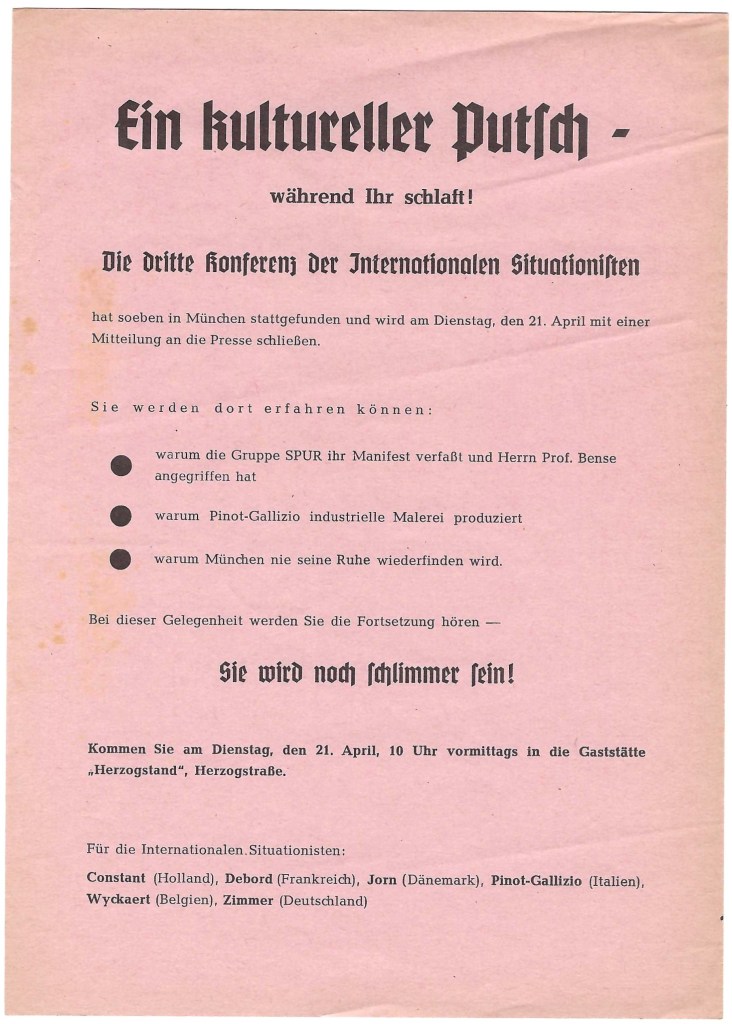 Ein kultureller Putsch -
während Ihr schlaft!
Die dritte Konferenz der Internationalen Situationisten
hat soeben in München stattgefunden und wird am Dienstag, den 21. April mit einer
Mitteilung an die Presse schließen.
Sie werden dort erfahren können:
warum die Gruppe SPUR ihr Manifest verfaßt und Herrn Prof. Bense
angegriffen hat
warum Pinot-Gallizio industrielle Malerei produziert
warum München nie seine Ruhe wiederfinden wird.
Bei dieser Gelegenheit werden Sie die Fortsetzung hören —
Sie wird noch schlimmer sein!
Kommen Sie am Dienstag, den 21. April, 10 Uhr vormittags in die Gaststätte
„Herzogstand“, Herzogstraße.
Für die Internationalen Situationisten:
Constant (Holland), Debord (Frankreich), Jorn (Dänemark), Pinot-Gallizio (Italien),
Wyckaert (Belgien), Zimmer (Deutschland)